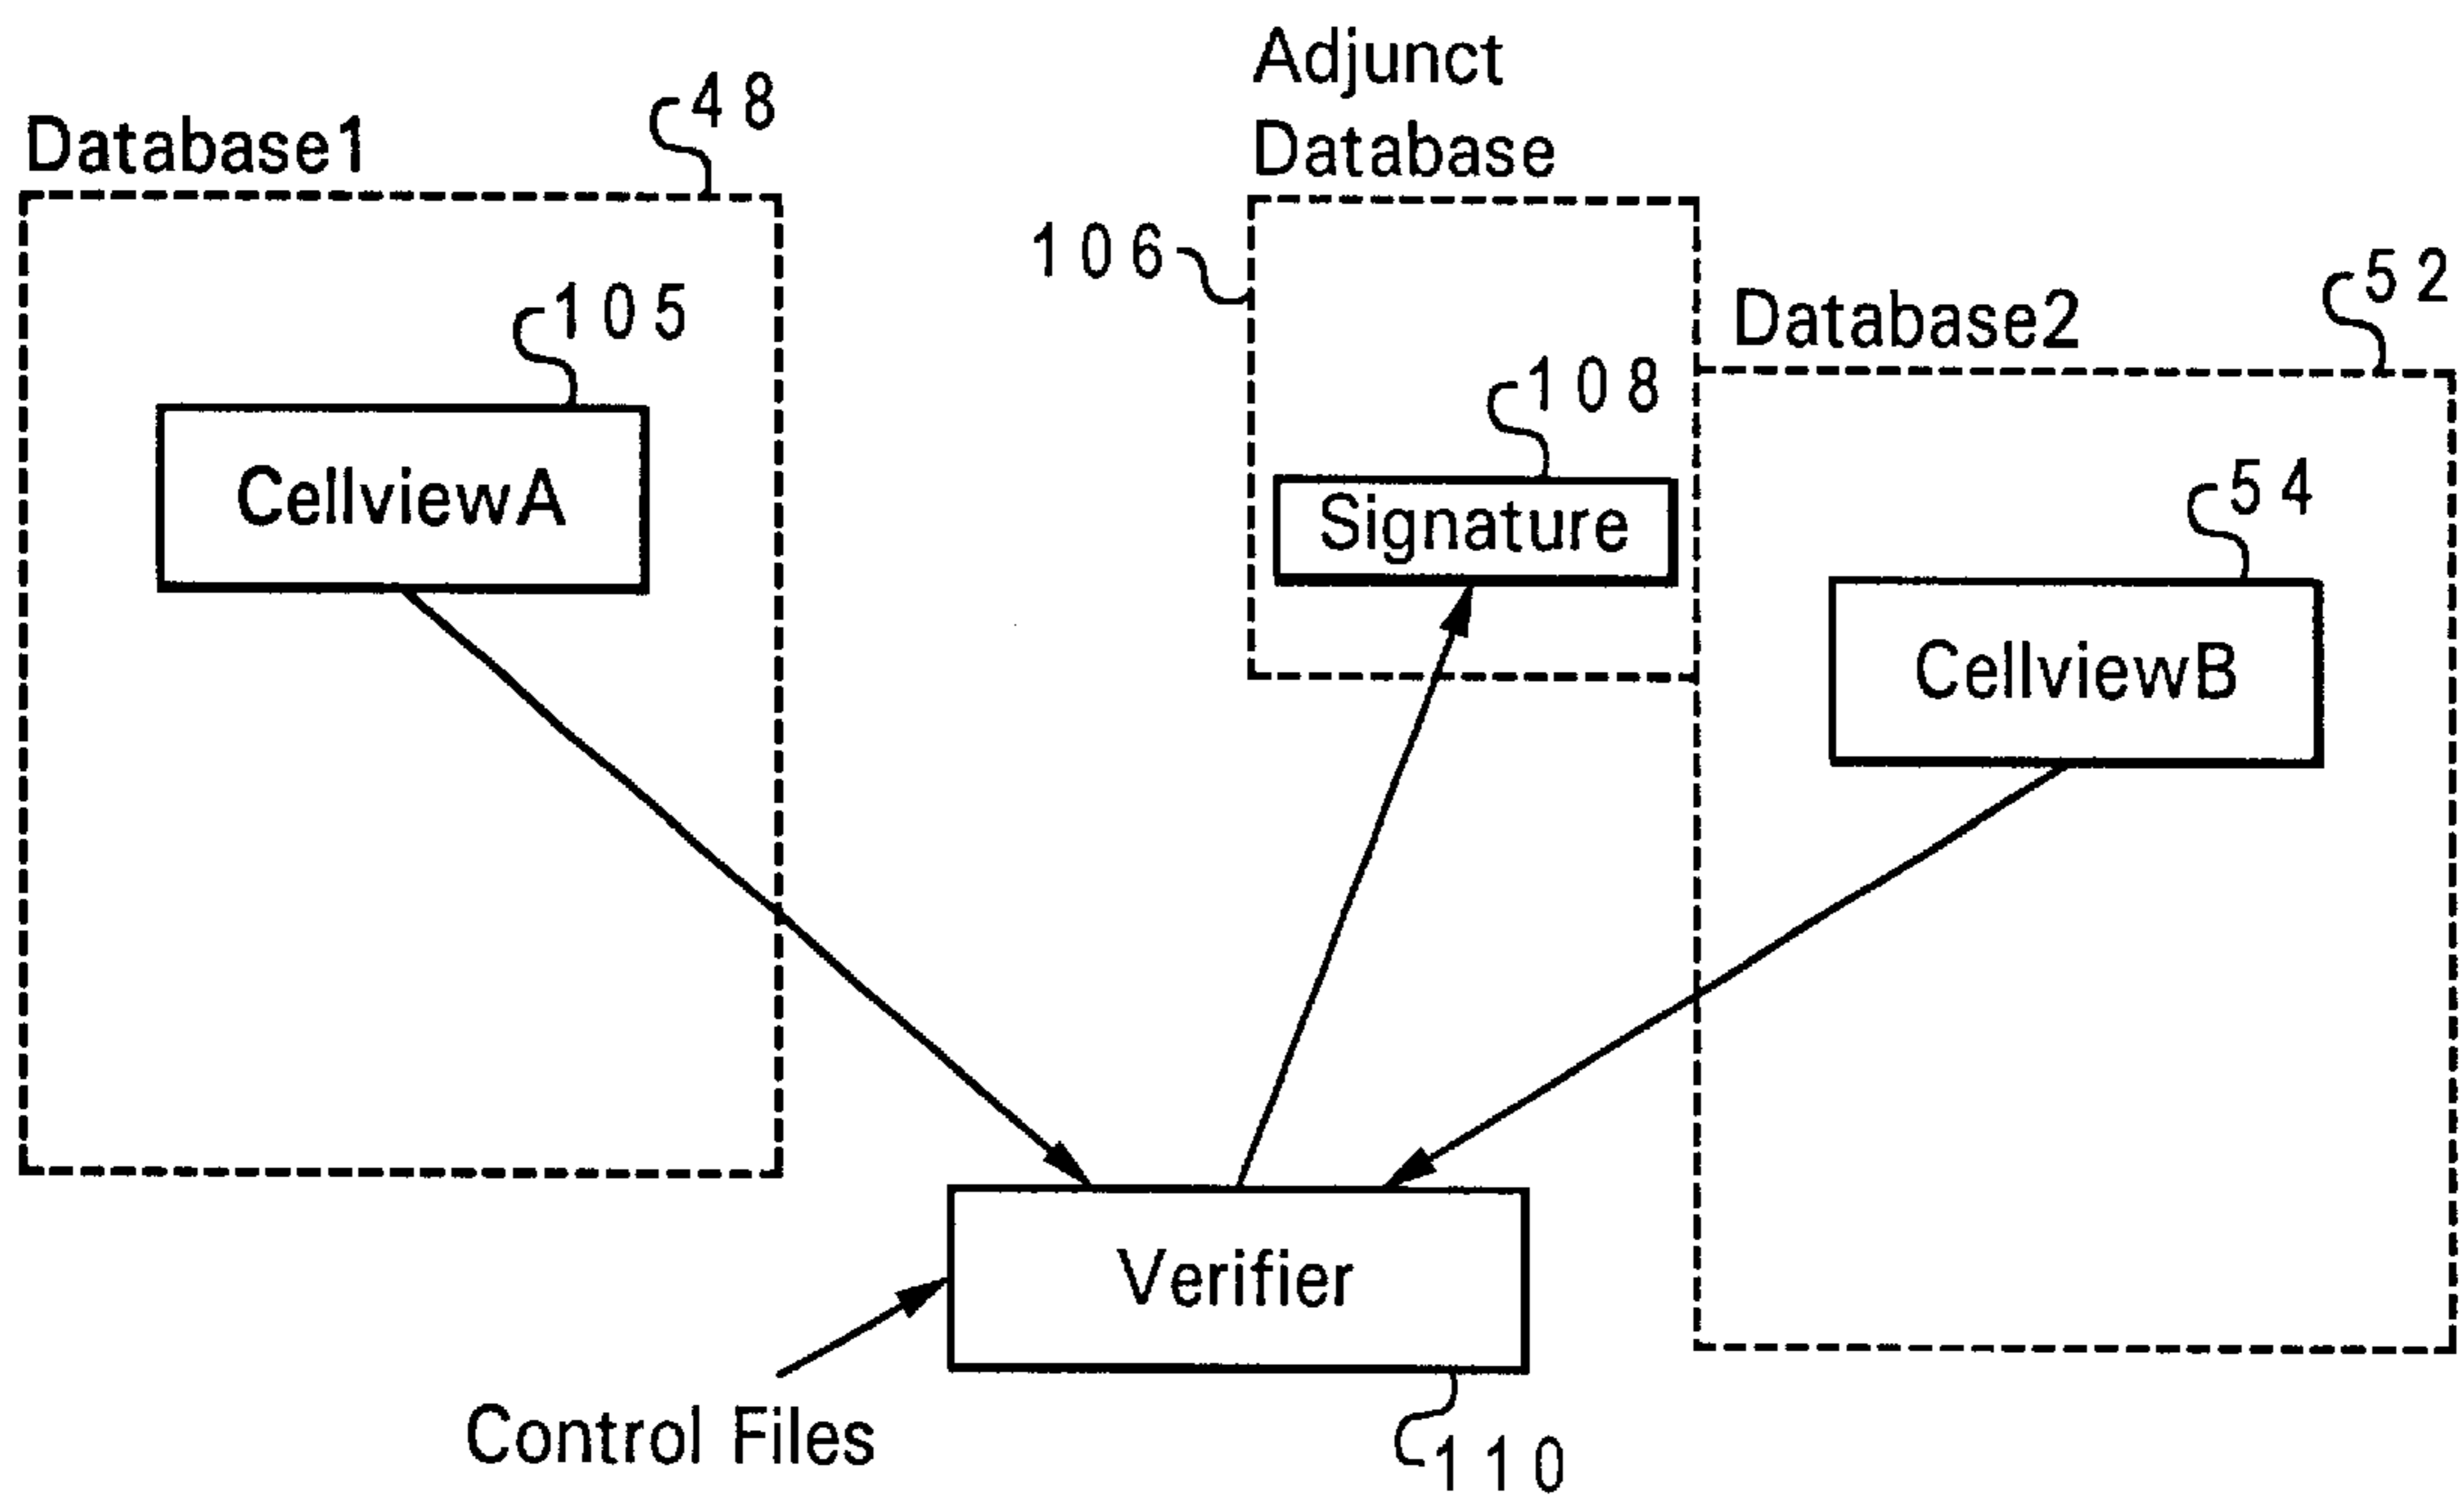 Adjunct
Database
48
Database1
106
52
Database2
105
108
CellviewA
Signature
54
CellviewB
Verifier
Control Files
110